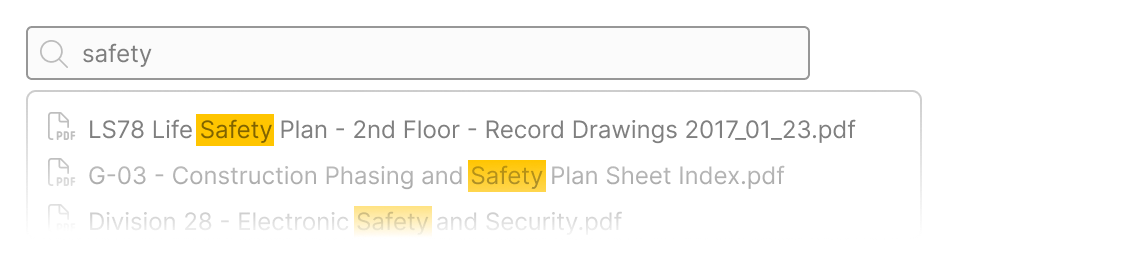 safety
PDF LS78 Life Safety Plan - 2nd Floor - Record Drawings 2017_01_23.pdf
PDF G-03 - Construction Phasing and Safety Plan Sheet Index.pdf
PDF Division 28 - Electronic Safety and Security.pdf